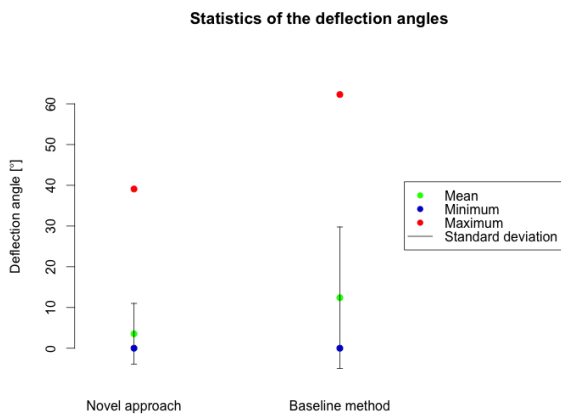 Statistics of the deflection angles
Deflection angle [°]
60
50
40
30
20
10
0
Mean
Minimum
Maximum
Standard deviation
Novel approach
Baseline method